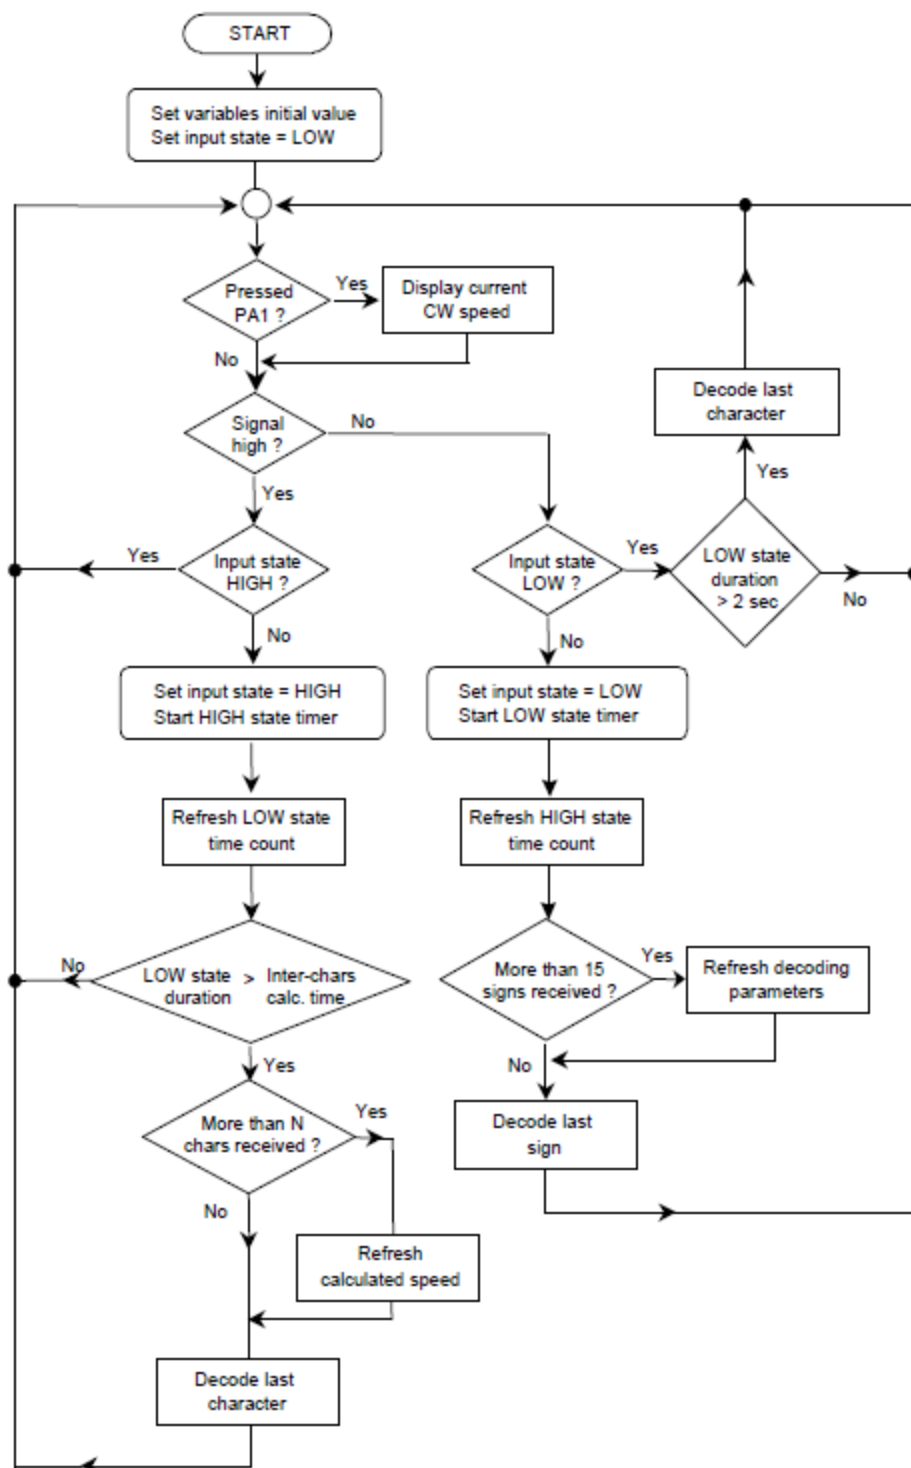 START
Set variables initial value
Set input state = LOW
Pressed
PA1 ?
Yes
Display current
CW speed
No
Signal
high ?
No
Yes
Decode last
character
Yes
Input state
HIGH ?
Yes
No
Input state
LOW ?
Yes
No
LOW state
duration
> 2 sec
Yes
No
Set input state = HIGH
Start HIGH state timer
Set input state = LOW
Start LOW state timer
Refresh LOW state
time count
Refresh HIGH state
time count
LOW state > Inter-chars
duration calc. time
No
Yes
More than 15
signs received ?
Yes
Refresh decoding
parameters
No
Decode last
sign
More than N
chars received ?
Yes
No
Refresh
calculated speed
Decode last
character